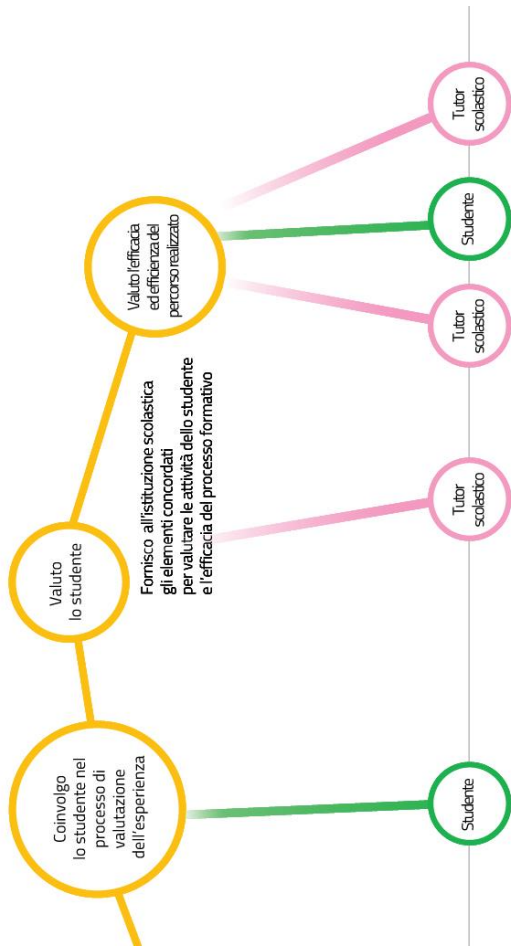 Coinvolgo
lo studente nel
processo di
valutazione
dell'esperienza
Valuto
lo studente
Fornisco all'istituzione scolastica
gli elementi concordati
per valutare le attività dello studente
e l'efficacia del processo formativo
Valuto l'efficacia
ed efficienza del
percorso realizzato
Studente
Tutor
scolastico
Tutor
scolastico
Studente
Tutor
scolastico